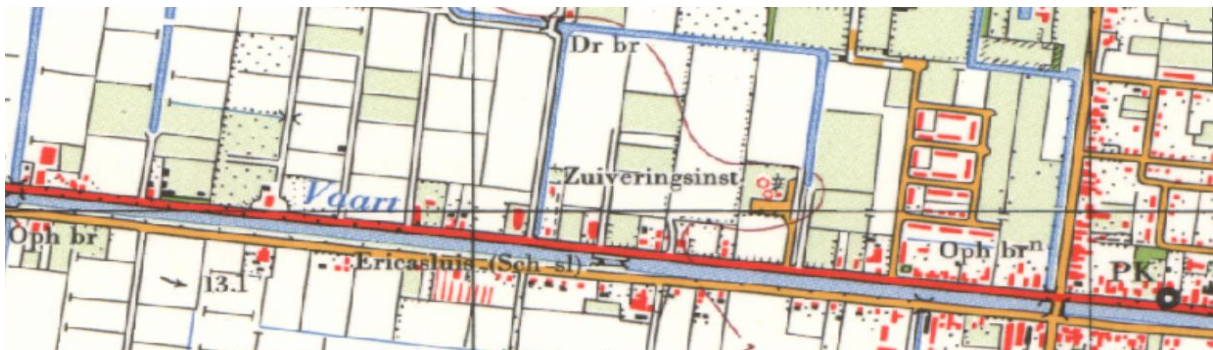 Dr br
Zuiveringsinst
Vaart
Oph br
Oph brn
Ericasluis (Sch sl)
PK
13.1